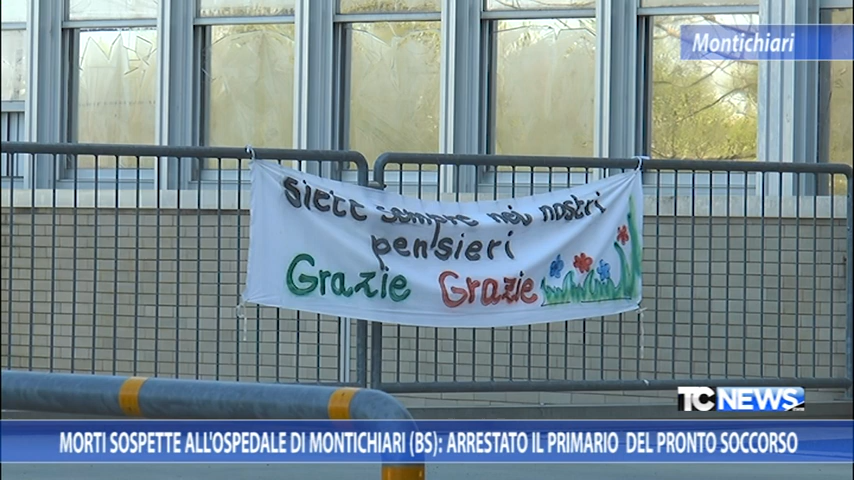 Montichiari
siete sempre nei nostri
pensieri
Grazie Grazie
TC NEWS
MORTI SOSPETTE ALL'OSPEDALE DI MONTICHIARI (BS): ARRESTATO IL PRIMARIO DEL PRONTO SOCCORSO